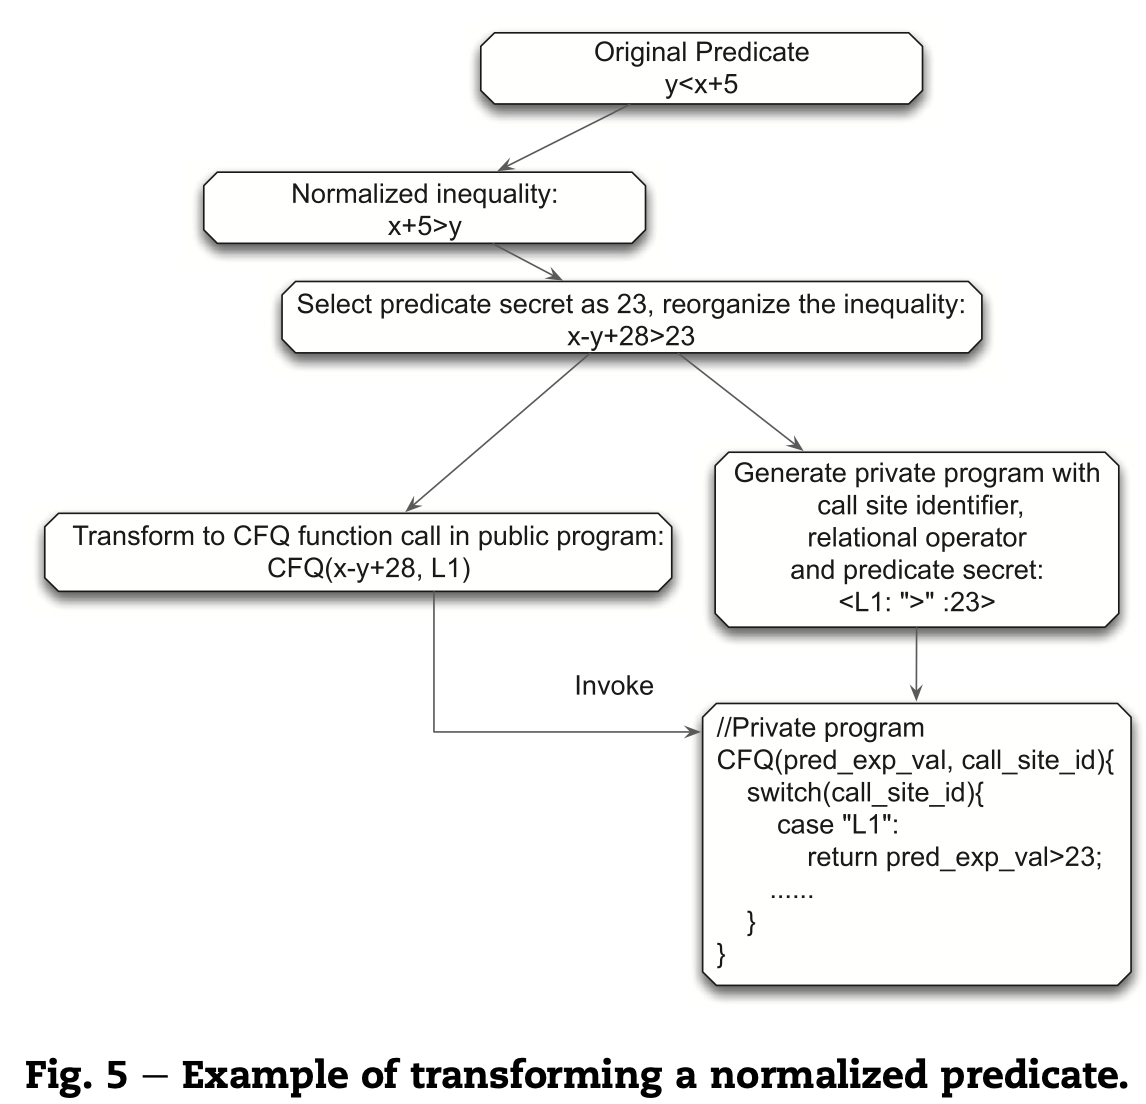 Original Predicate
y<x+5
Normalized inequality:
x+5>y
Select predicate secret as 23, reorganize the inequality:
x-y+28>23
Transform to CFQ function call in public program:
CFQ(x-y+28, L1)
Generate private program with
call site identifier,
relational operator
and predicate secret:
<L1: ">" :23>
Invoke
//Private program
CFQ(pred_exp_val, call_site_id){
switch(call_site_id){
case "L1":
return pred_exp_val>23;
......
}
}
Fig. 5 – Example of transforming a normalized predicate.